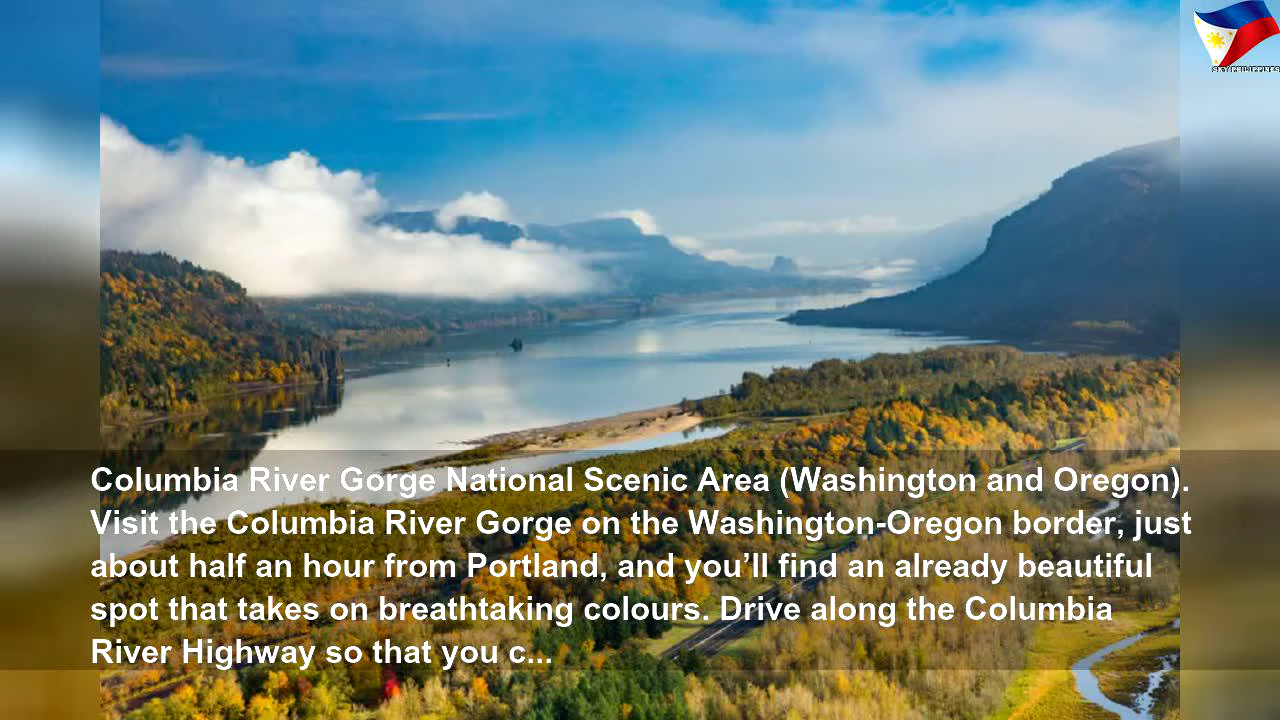 SKY PHILIPPINES
Columbia River Gorge National Scenic Area (Washington and Oregon).
Visit the Columbia River Gorge on the Washington-Oregon border, just
about half an hour from Portland, and you’ll find an already beautiful
spot that takes on breathtaking colours. Drive along the Columbia
River Highway so that you c...